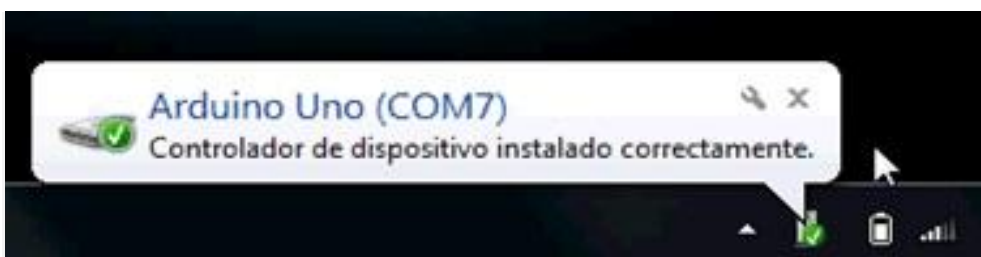 Arduino Uno (COM7)
Controlador de dispositivo instalado correctamente.